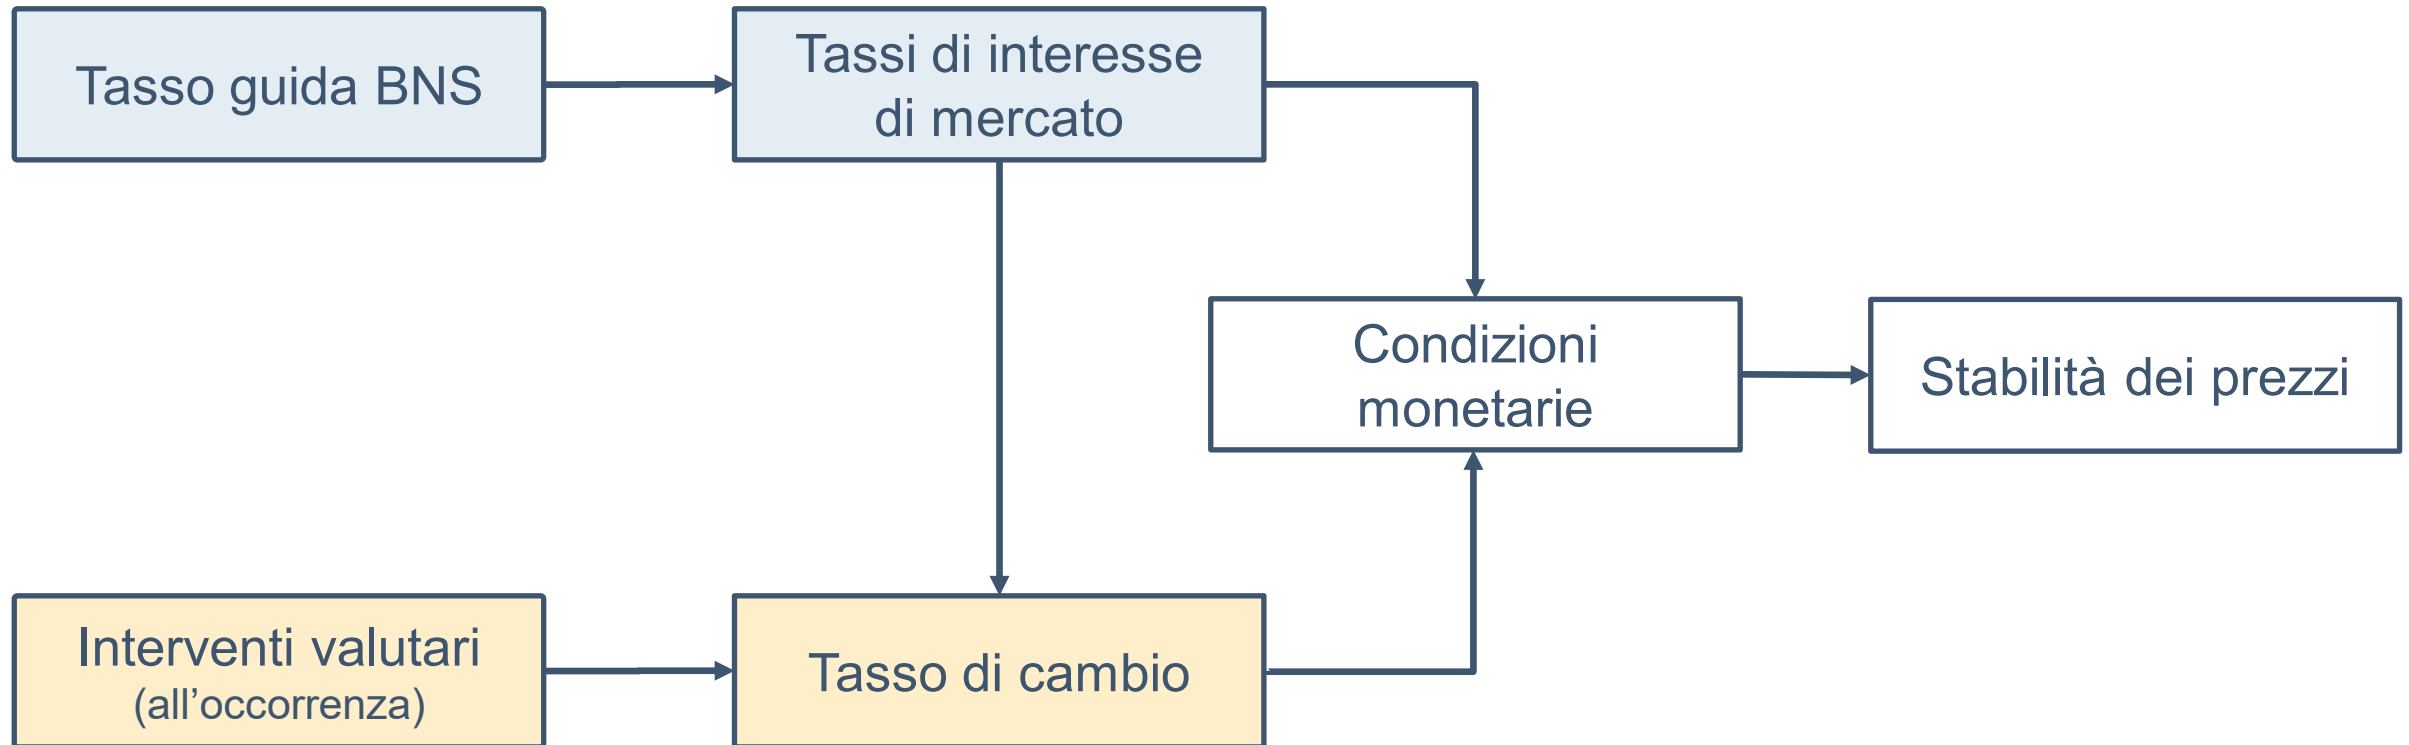 Tasso guida BNS
Tassi di interesse
di mercato
Condizioni
monetarie
Stabilità dei prezzi
Interventi valutari
(all’occorrenza)
Tasso di cambio